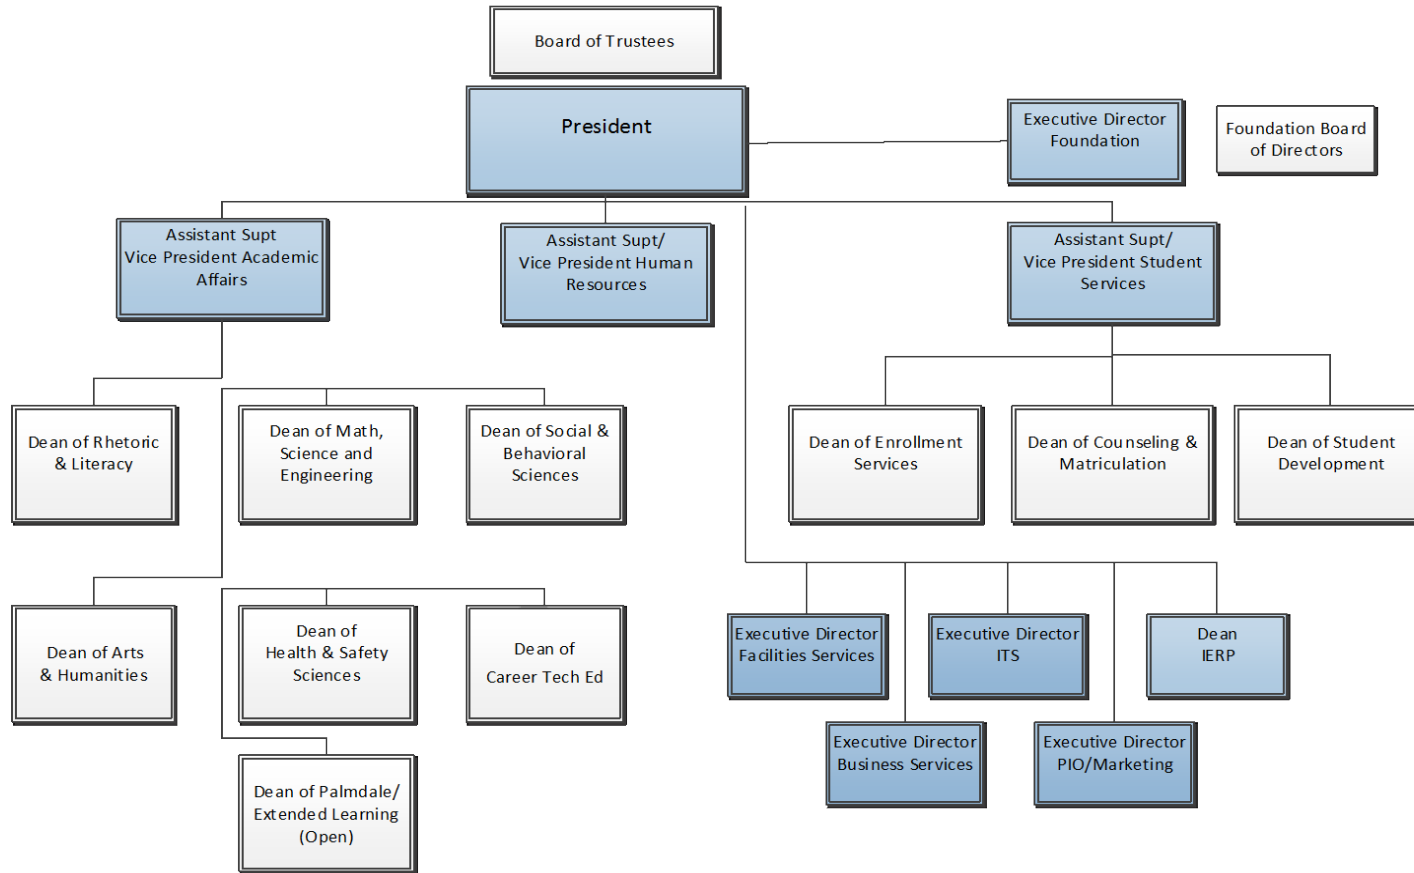 Board of Trustees
President
Executive Director
Foundation
Foundation Board
of Directors
Assistant Supt
Vice President Academic
Affairs
Assistant Supt/
Vice President Human
Resources
Assistant Supt/
Vice President Student
Services
Dean of Rhetoric
& Literacy
Dean of Math,
Science and
Engineering
Dean of Social &
Behavioral
Sciences
Dean of Enrollment
Services
Dean of Counseling &
Matriculation
Dean of Student
Development
Dean of Arts
& Humanities
Dean of
Health & Safety
Sciences
Dean of
Career Tech Ed
Executive Director
Facilities Services
Executive Director
ITS
Dean
IERP
Executive Director
Business Services
Executive Director
PIO/Marketing
Dean of Palmdale/
Extended Learning
(Open)